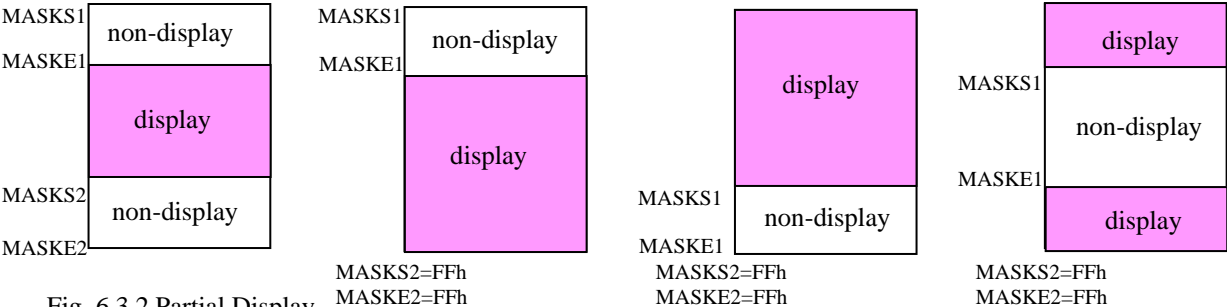 MASKS1
non-display
MASKE1
display
MASKS2
non-display
MASKE2
MASKS1
non-display
MASKE1
display
MASKS2=FFh
MASKE2=FFh
display
MASKS1
non-display
MASKE1
MASKS2=FFh
MASKE2=FFh
display
MASKS1
non-display
MASKE1
display
MASKS2=FFh
MASKE2=FFh
Fig. 6.3.2 Partial Display